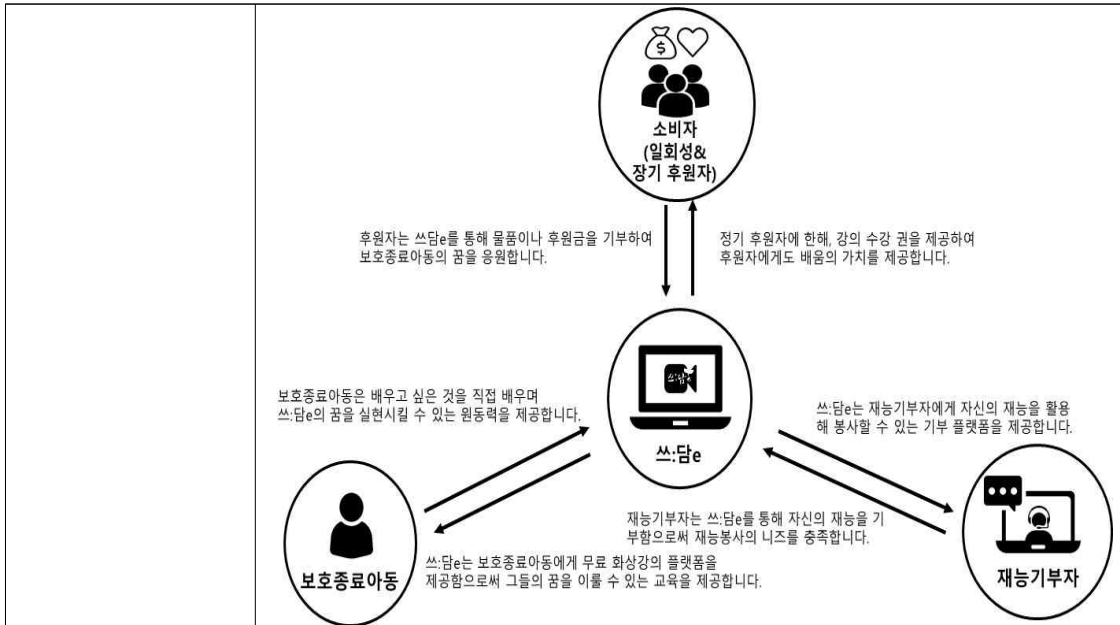 $
소비자
(일회성&
장기 후원자)
후원자는 쓰담e를 통해 물품이나 후원금을 기부하여
보호종료아동의 꿈을 응원합니다.
정기 후원자에 한해, 강의 수강 권을 제공하여
후원자에게도 배움의 가치를 제공합니다.
쓰:담e
쓰:담e
보호종료아동은 배우고 싶은 것을 직접 배우며
쓰:담e의 꿈을 실현시킬 수 있는 원동력을 제공합니다.
쓰:담e는 재능기부자에게 자신의 재능을 활용
해 봉사할 수 있는 기부 플랫폼을 제공합니다.
재능기부자는 쓰:담e를 통해 자신의 재능을 기
부함으로써 재능봉사의 니즈를 충족합니다.
쓰:담e는 보호종료아동에게 무료 화상강의 플랫폼을
제공함으로써 그들의 꿈을 이룰 수 있는 교육을 제공합니다.
보호종료아동
재능기부자